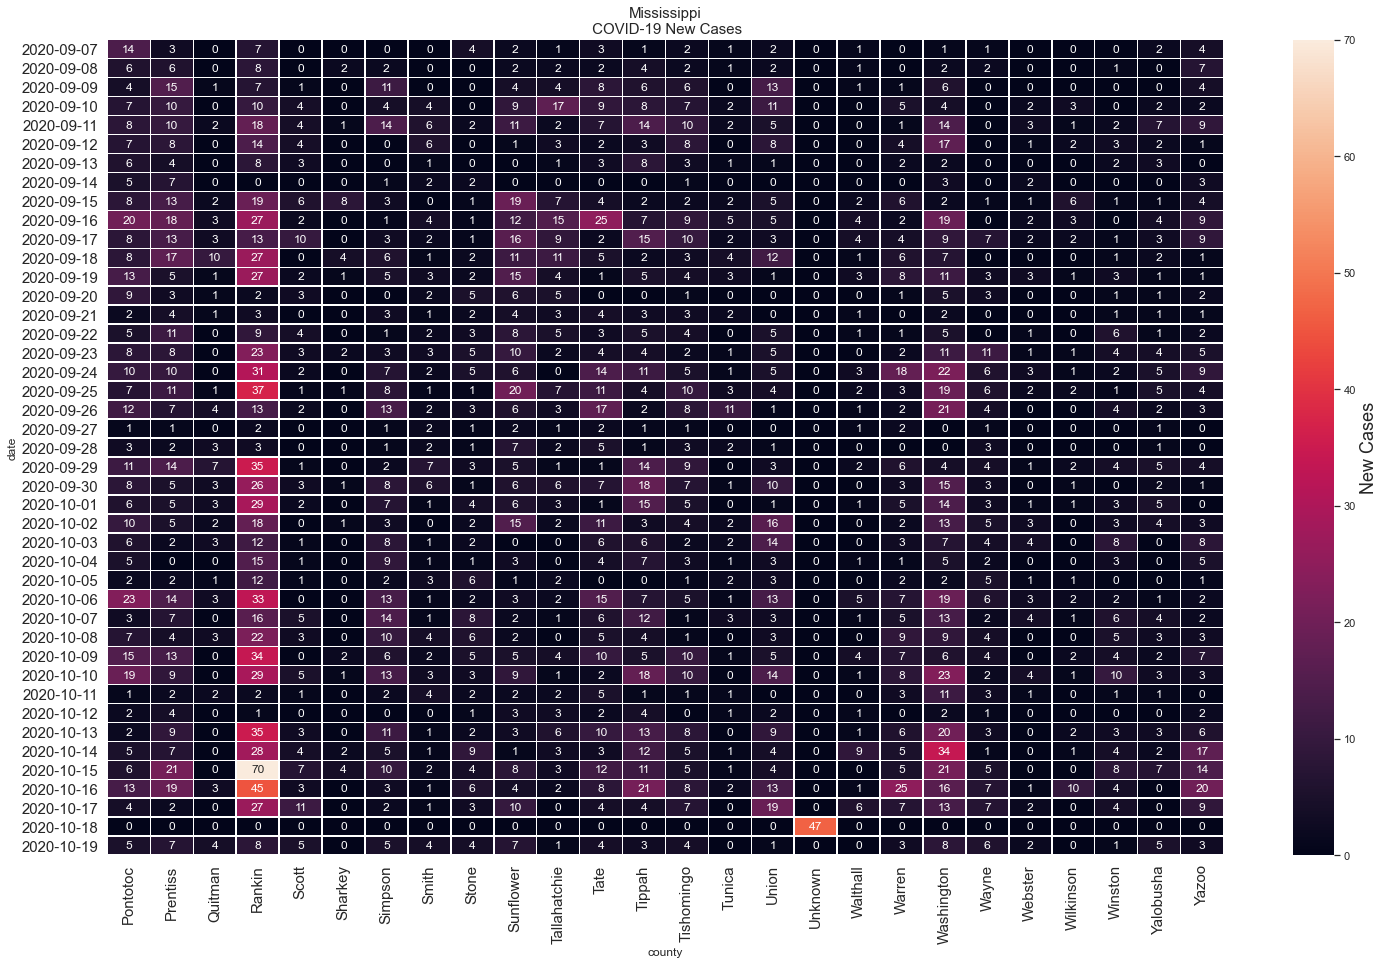 Mississippi
COVID-19 New Cases
2020-09-07 14 3 0 7 0 0 0 0 4 2 1 3 1 2 1 2 0 1 0 1 1 0 0 0 2 4
2020-09-08 6 6 0 8 0 2 2 0 0 2 2 2 4 2 1 2 0 1 0 2 2 0 0 1 0 7
2020-09-09 4 15 1 7 1 0 11 0 0 4 4 8 6 6 0 13 0 1 1 6 0 0 0 0 0 4
2020-09-10 7 10 0 10 4 0 4 4 0 9 17 9 8 7 2 11 0 0 5 4 0 2 3 0 2 2
2020-09-11 8 10 2 18 4 1 14 6 2 11 2 7 14 10 2 5 0 0 1 14 0 3 1 2 7 9
2020-09-12 7 8 0 14 4 0 0 6 0 1 3 2 3 8 0 8 0 0 4 17 0 1 2 3 2 1
2020-09-13 6 4 0 8 3 0 0 1 0 0 1 3 8 3 1 1 0 0 2 2 0 0 0 2 3 0
2020-09-14 5 7 0 0 0 0 1 2 2 0 0 0 0 1 0 0 0 0 0 3 0 2 0 0 0 3
2020-09-15 8 13 2 19 6 8 3 0 1 19 7 4 2 2 2 5 0 2 6 2 1 1 6 1 1 4
2020-09-16 20 18 3 27 2 0 1 4 1 12 15 25 7 9 5 5 0 4 2 19 0 2 3 0 4 9
2020-09-17 8 13 3 13 10 0 3 2 1 16 9 2 15 10 2 3 0 4 4 9 7 2 2 1 3 9
2020-09-18 8 17 10 27 0 4 6 1 2 11 11 5 2 3 4 12 0 1 6 7 0 0 0 1 2 1
2020-09-19 13 5 1 27 2 1 5 3 2 15 4 1 5 4 3 1 0 3 8 11 3 3 1 3 1 1
2020-09-20 9 3 1 2 3 0 0 2 5 6 5 0 0 1 0 0 0 0 1 5 3 0 0 1 1 2
2020-09-21 2 4 1 3 0 0 3 1 2 4 3 4 3 3 2 0 0 1 0 2 0 0 0 1 1 1
2020-09-22 5 11 0 9 4 0 1 2 3 8 5 3 5 4 0 5 0 1 1 5 0 1 0 6 1 2
2020-09-23 8 8 0 23 3 2 3 3 5 10 2 4 4 2 1 5 0 0 2 11 11 1 1 4 4 5
2020-09-24 10 10 0 31 2 0 7 2 5 6 0 14 11 5 1 5 0 3 18 22 6 3 1 2 5 9
2020-09-25 7 11 1 37 1 1 8 1 1 20 7 11 4 10 3 4 0 2 3 19 6 2 2 1 5 4
2020-09-26 12 7 4 13 2 0 13 2 3 6 3 17 2 8 11 1 0 1 2 21 4 0 0 4 2 3
2020-09-27 1 1 0 2 0 0 1 2 1 2 1 2 1 1 0 0 0 1 0 2 0 1 0 0 1 0
2020-09-28 3 2 3 3 0 0 1 2 1 7 2 5 1 3 2 1 0 0 0 0 3 0 0 0 1 0
2020-09-29 11 14 7 35 1 0 2 7 3 5 1 1 14 9 0 3 0 2 6 4 4 1 2 4 5 4
2020-09-30 8 5 3 26 3 1 8 6 1 6 6 7 18 7 1 10 0 0 3 15 3 0 1 0 2 1
2020-10-01 6 5 3 29 2 0 7 1 4 6 3 1 15 5 0 1 0 1 5 14 3 1 1 3 5 0
2020-10-02 10 5 2 18 0 1 3 0 2 15 2 11 3 4 2 16 0 0 2 13 5 3 0 3 4 3
2020-10-03 6 2 3 12 1 0 8 1 2 0 0 6 6 2 2 14 0 0 3 7 4 4 0 8 0 8
2020-10-04 5 0 0 15 1 0 9 1 1 3 0 4 7 3 1 3 0 1 1 5 2 0 0 3 0 5
2020-10-05 2 2 1 12 1 0 2 3 6 1 2 0 0 1 2 3 0 0 2 2 5 1 1 0 0 1
2020-10-06 23 14 3 33 0 0 13 1 2 3 2 15 7 5 1 13 0 5 7 19 3 2 2 2 1 2
2020-10-07 3 7 0 16 5 0 14 1 8 2 1 6 12 1 3 3 0 1 5 13 2 4 1 6 4 2
2020-10-08 7 4 3 22 3 0 10 4 6 2 0 5 4 1 0 3 0 0 9 9 4 0 0 5 3 3
2020-10-09 15 13 0 34 0 2 6 2 5 5 4 10 5 10 1 5 0 4 7 6 4 0 2 4 2 7
2020-10-10 19 9 0 29 5 1 13 3 3 9 1 2 18 10 0 14 0 1 8 23 2 4 1 10 3 3
2020-10-11 1 2 2 2 1 0 2 4 2 2 2 5 1 1 1 0 0 0 3 11 3 1 0 1 1 0
2020-10-12 2 4 0 1 0 0 0 0 1 3 3 2 4 0 1 2 0 1 0 2 1 0 0 0 0 2
2020-10-13 2 9 0 35 3 0 11 1 2 3 6 10 13 8 0 9 0 1 6 20 3 0 2 3 3 6
2020-10-14 5 7 0 28 4 2 5 1 9 1 3 3 12 5 1 4 0 9 5 34 1 0 1 4 2 17
2020-10-15 6 21 0 70 7 4 10 2 4 8 3 12 11 5 1 4 0 0 5 21 5 0 0 8 7 14
2020-10-16 13 19 3 45 3 0 3 1 6 4 2 8 21 8 2 13 0 1 25 16 7 1 10 4 0 20
2020-10-17 4 2 0 27 11 0 2 1 3 10 0 4 4 7 0 19 0 6 7 13 7 2 0 2 0 9
2020-10-18 0 0 0 0 0 0 0 0 0 0 0 0 0 0 0 0 47 0 0 0 0 0 0 0 0 0
2020-10-19 5 7 4 8 5 0 5 4 4 7 1 4 3 4 0 1 0 0 3 8 6 2 0 1 5 3
date
Pontotoc Prentiss Quitman Rankin Scott Sharkey Simpson Smith Stone Sunflower Tallahatchie Tate Tippah Tishomingo Tunica Union Unknown Walthall Warren Washington Wayne Webster Wilkinson Winston Yalobusha Yazoo
county
70
60
50
40
30
20
10
0
New Cases